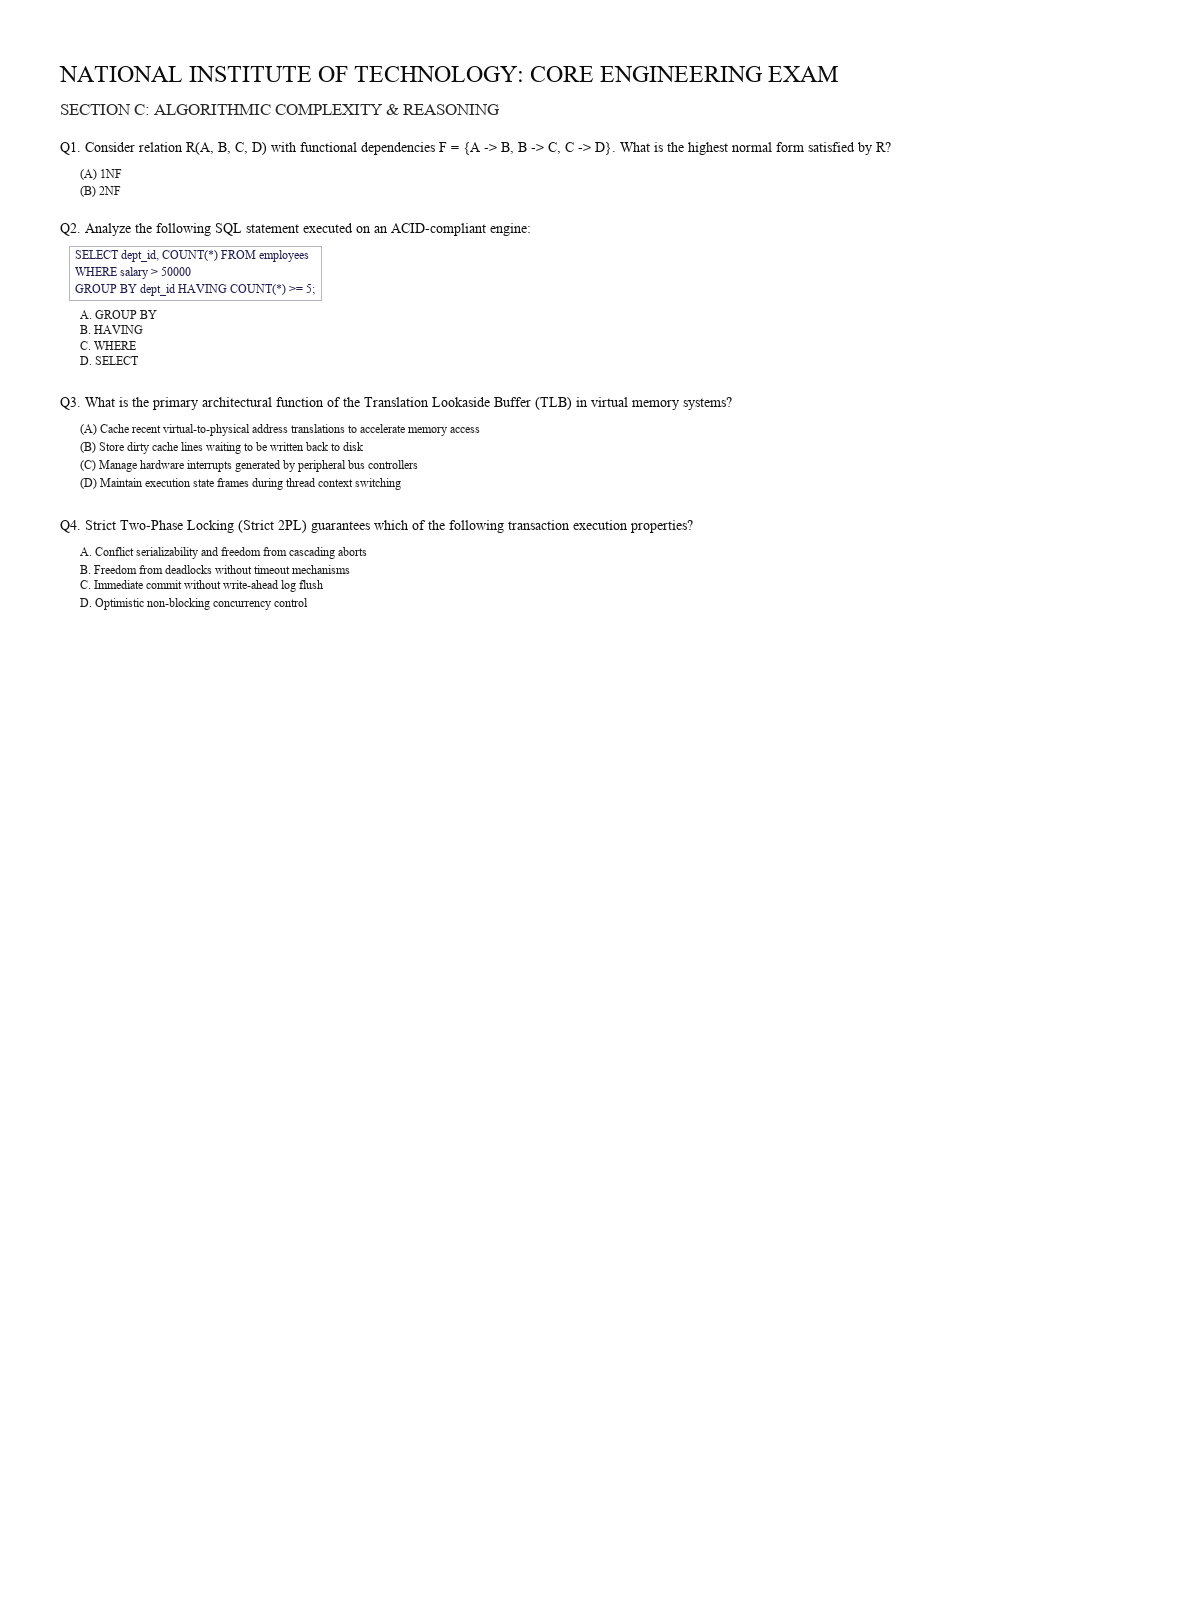 NATIONAL INSTITUTE OF TECHNOLOGY: CORE ENGINEERING EXAM
SECTION C: ALGORITHMIC COMPLEXITY & REASONING
Q1. Consider relation R(A, B, C, D) with functional dependencies F = {A -> B, B -> C, C -> D}. What is the highest normal form satisfied by R?
(A) 1NF
(B) 2NF
Q2. Analyze the following SQL statement executed on an ACID-compliant engine:
SELECT dept_id, COUNT(*) FROM employees
WHERE salary > 50000
GROUP BY dept_id HAVING COUNT(*) >= 5;
A. GROUP BY
B. HAVING
C. WHERE
D. SELECT
Q3. What is the primary architectural function of the Translation Lookaside Buffer (TLB) in virtual memory systems?
(A) Cache recent virtual-to-physical address translations to accelerate memory access
(B) Store dirty cache lines waiting to be written back to disk
(C) Manage hardware interrupts generated by peripheral bus controllers
(D) Maintain execution state frames during thread context switching
Q4. Strict Two-Phase Locking (Strict 2PL) guarantees which of the following transaction execution properties?
A. Conflict serializability and freedom from cascading aborts
B. Freedom from deadlocks without timeout mechanisms
C. Immediate commit without write-ahead log flush
D. Optimistic non-blocking concurrency control